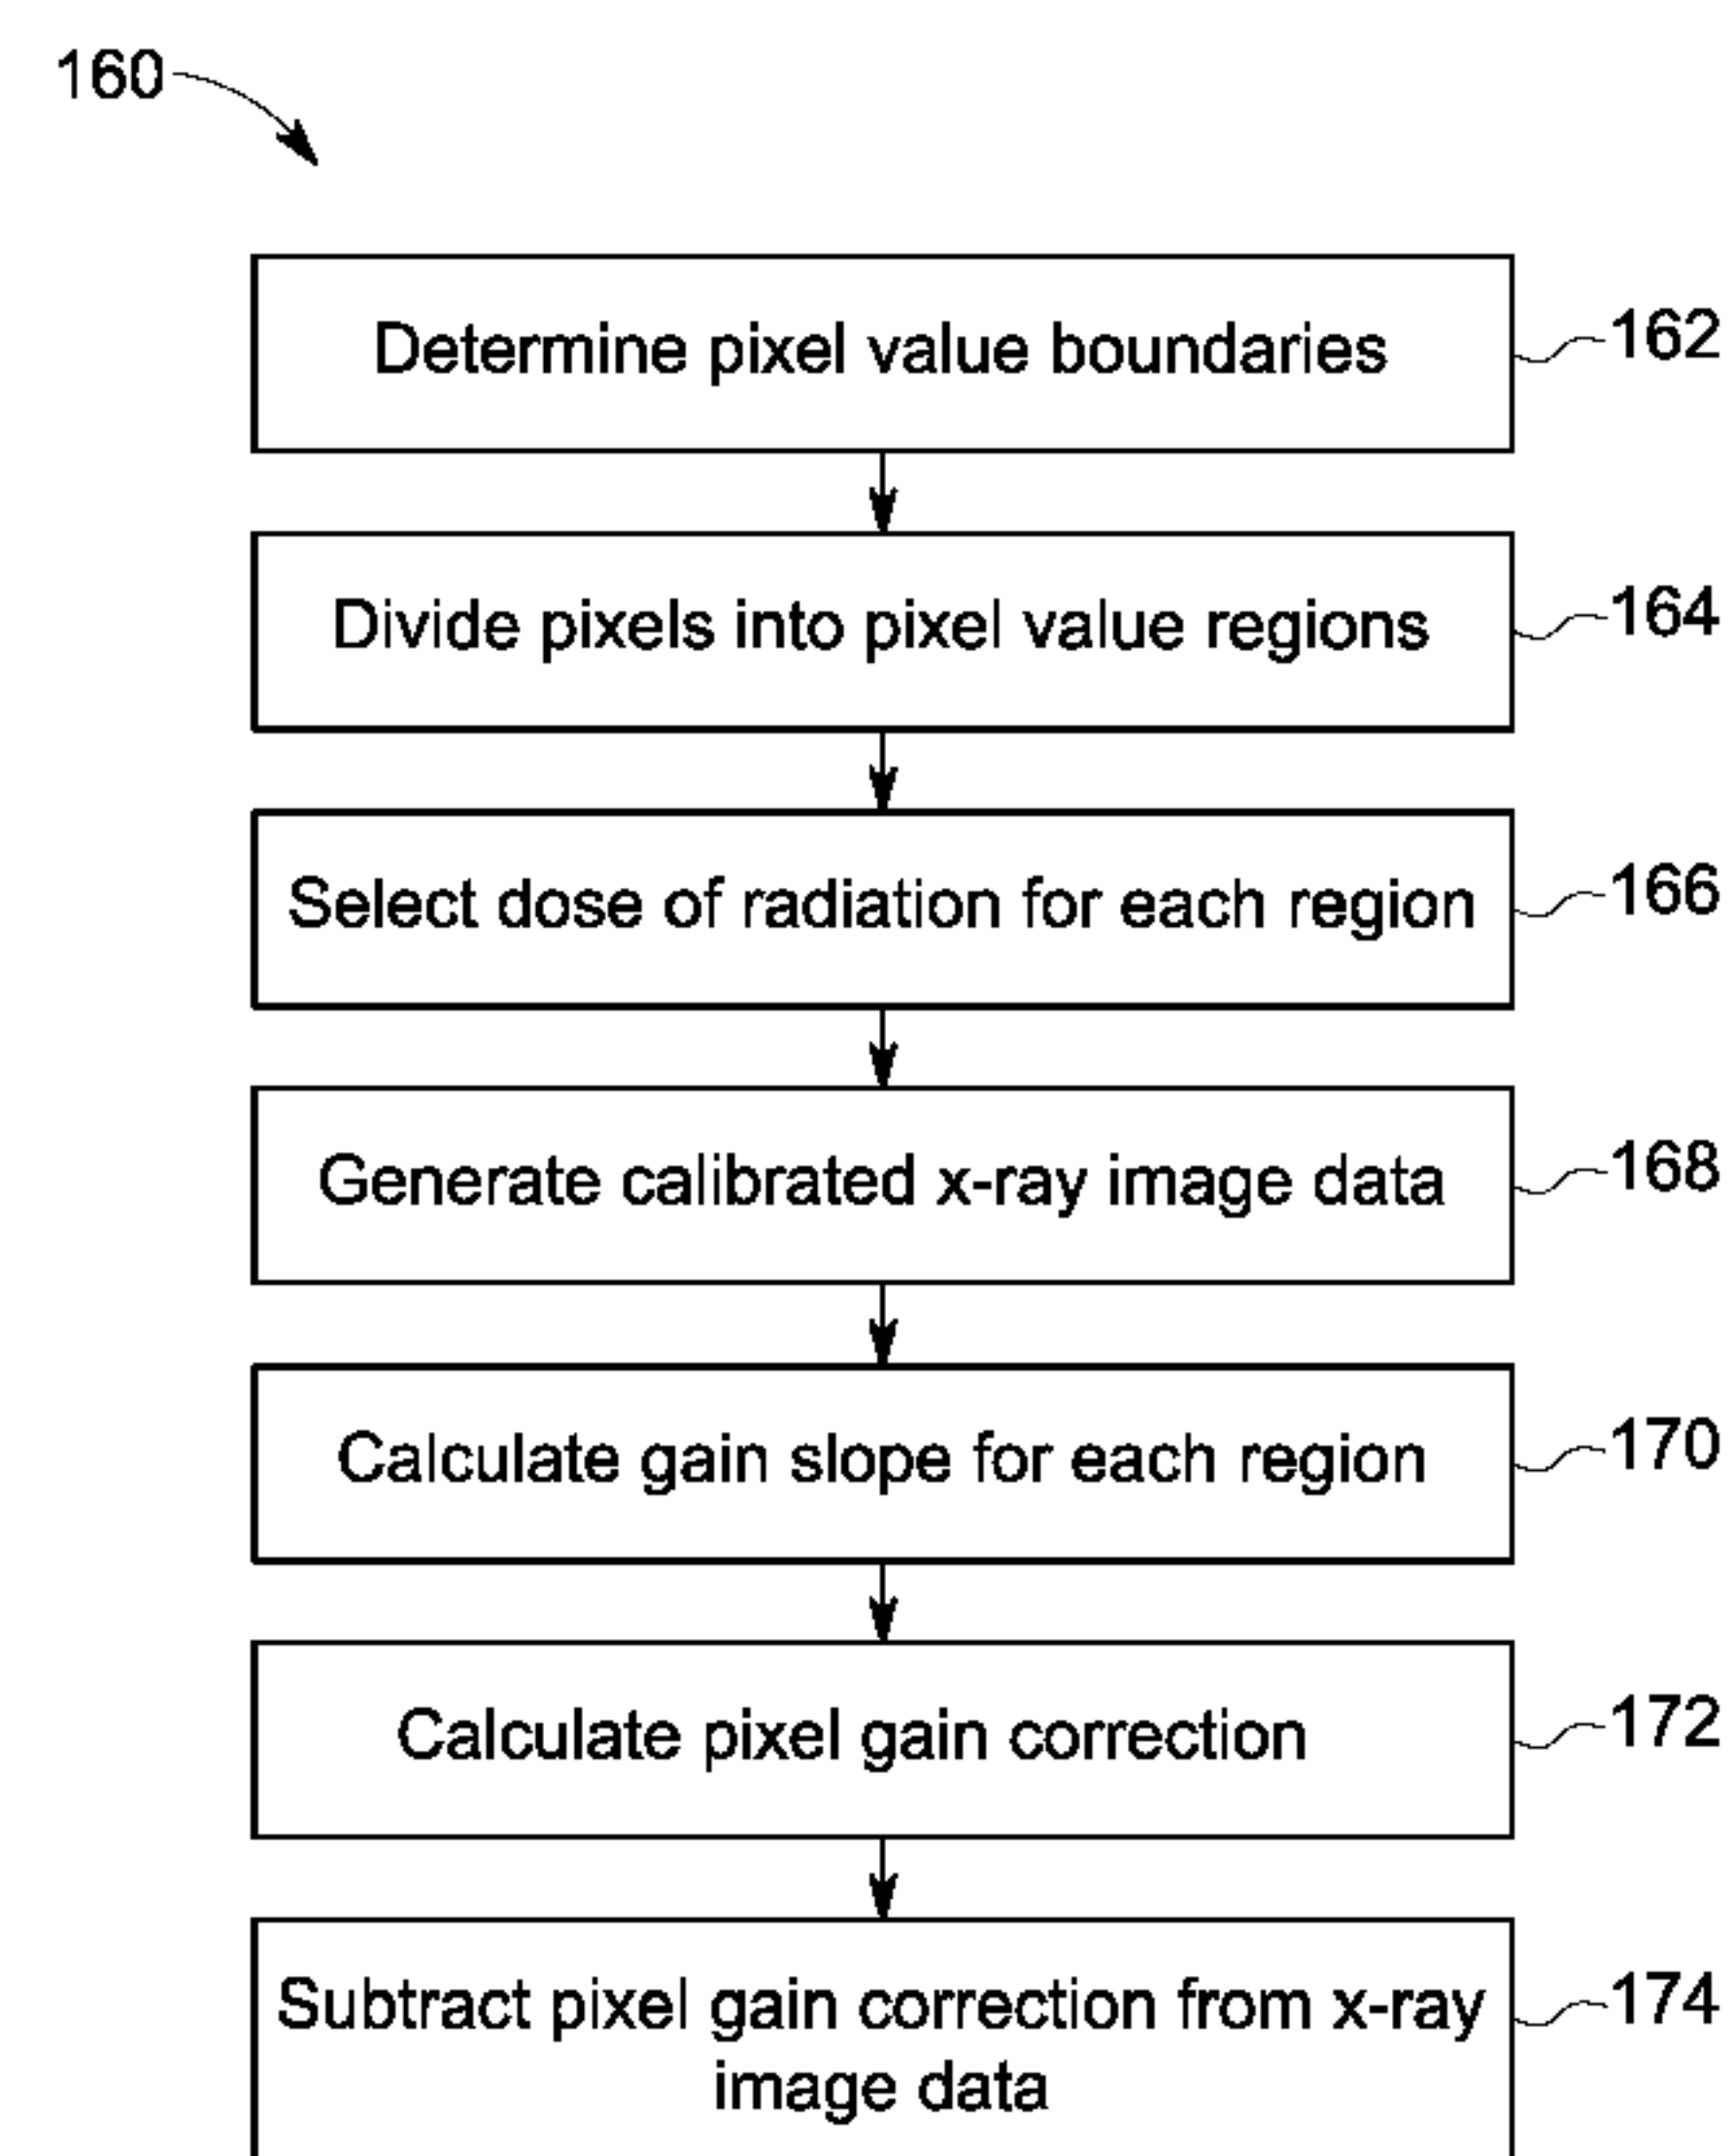 160
Determine pixel value boundaries
162
Divide pixels into pixel value regions
164
Select dose of radiation for each region
166
Generate calibrated x-ray image data
168
Calculate gain slope for each region
170
Calculate pixel gain correction
172
Subtract pixel gain correction from x-ray
174
image data